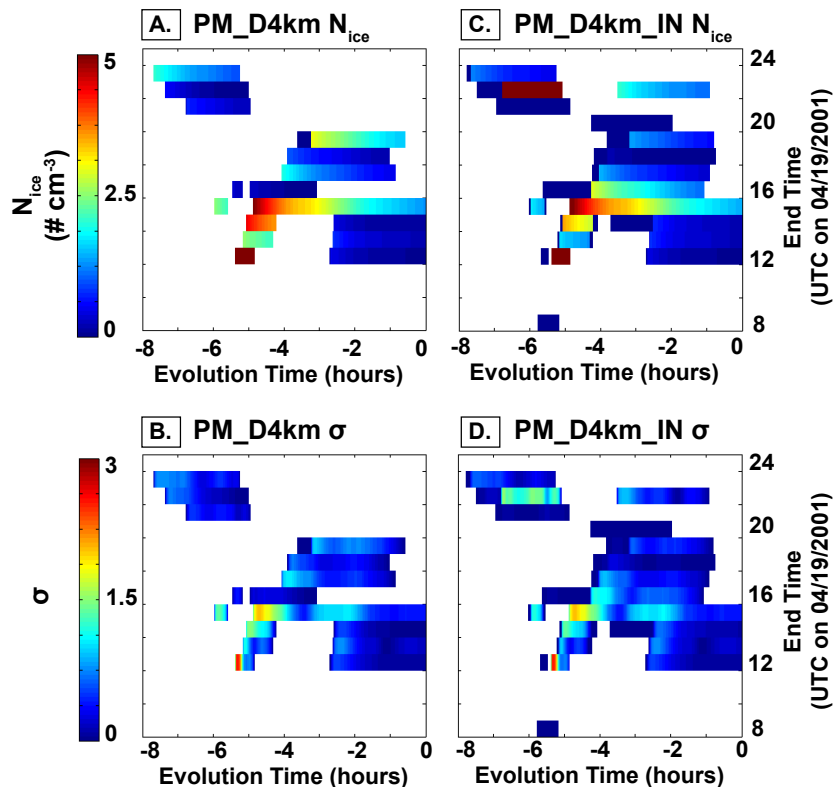 A. PM_D4km N_ice
C. PM_D4km_IN N_ice
5
2.5
0
N_ice
(# cm⁻³)
24
20
16
12
8
End Time
(UTC on 04/19/2001)
-8 -6 -4 -2 0
Evolution Time (hours)
-8 -6 -4 -2 0
Evolution Time (hours)
B. PM_D4km σ
D. PM_D4km_IN σ
3
1.5
0
σ
24
20
16
12
8
End Time
(UTC on 04/19/2001)
-8 -6 -4 -2 0
Evolution Time (hours)
-8 -6 -4 -2 0
Evolution Time (hours)